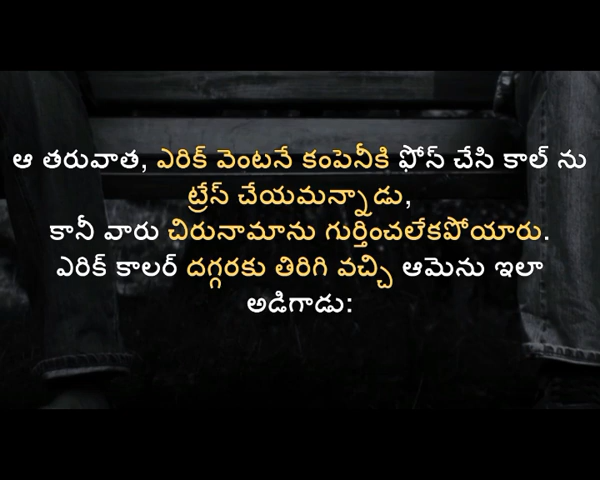 ఆ తరువాత, ఎరిక్ వెంటనే కంపెనీకి ఫోన్ చేసి కాల్ ను
ట్రేస్ చేయమన్నాడు,
కానీ వారు చిరునామాను గుర్తించలేకపోయారు.
ఎరిక్ కాలర్ దగ్గరకు తిరిగి వచ్చి ఆమెను ఇలా
అడిగాడు: